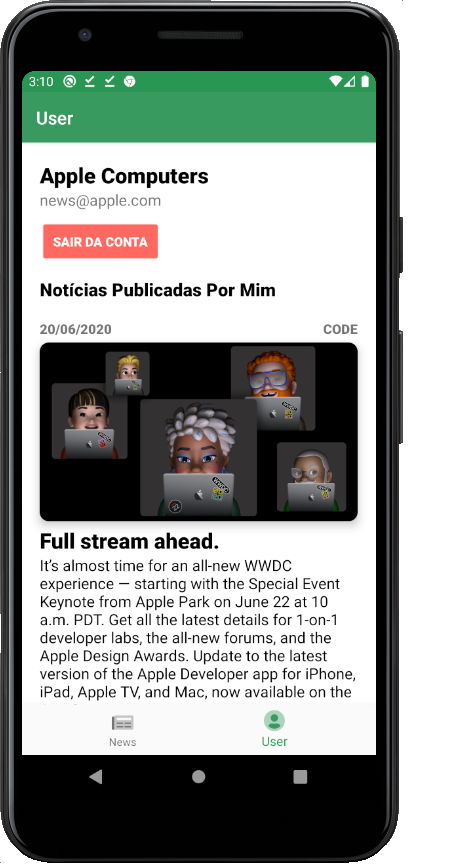 3:10
User
Apple Computers
news@apple.com
SAIR DA CONTA
Notícias Publicadas Por Mim
20/06/2020 CODE
Full stream ahead.
It's almost time for an all-new WWDC
experience — starting with the Special Event
Keynote from Apple Park on June 22 at 10
a.m. PDT. Get all the latest details for 1-on-1
developer labs, the all-new forums, and the
Apple Design Awards. Update to the latest
version of the Apple Developer app for iPhone,
iPad, Apple TV, and Mac, now available on the
News User